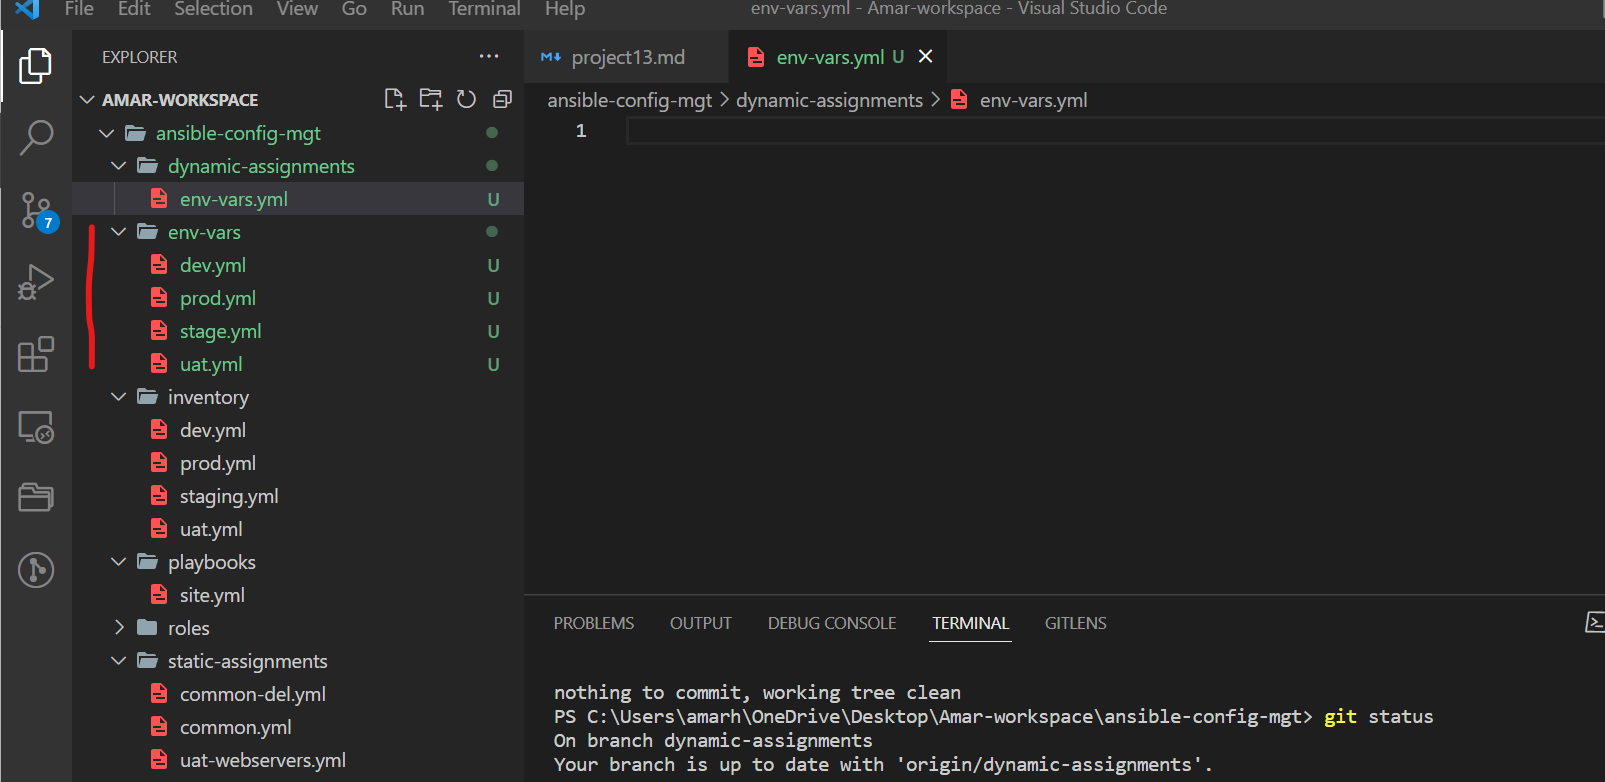 File Edit Selection View Go Run Terminal Help env-vars.yml - Amar-workspace - Visual Studio Code
EXPLORER ...
AMAR-WORKSPACE
ansible-config-mgt
dynamic-assignments
env-vars.yml U
env-vars
dev.yml U
prod.yml U
stage.yml U
uat.yml U
inventory
dev.yml
prod.yml
staging.yml
uat.yml
playbooks
site.yml
roles
static-assignments
common-del.yml
common.yml
uat-webservers.yml
7
project13.md env-vars.yml U
ansible-config-mgt > dynamic-assignments > env-vars.yml
1
PROBLEMS OUTPUT DEBUG CONSOLE TERMINAL GITLENS
nothing to commit, working tree clean
PS C:\Users\amarh\OneDrive\Desktop\Amar-workspace\ansible-config-mgt> git status
On branch dynamic-assignments
Your branch is up to date with 'origin/dynamic-assignments'.